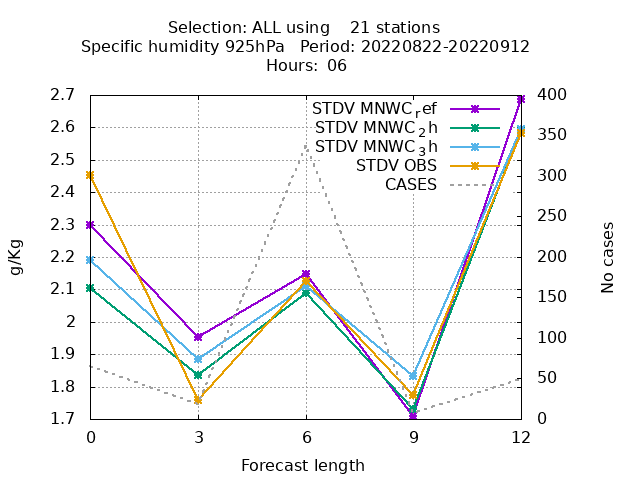 Selection: ALL using    21 stations
Specific humidity 925hPa   Period: 20220822-20220912
Hours:  06
2.7
2.6
2.5
2.4
2.3
2.2
2.1
2
1.9
1.8
1.7
g/Kg
STDV MNWC_ref
STDV MNWC_2h
STDV MNWC_3h
STDV OBS
CASES
400
350
300
250
200
150
100
50
0
No cases
0 3 6 9 12
Forecast length